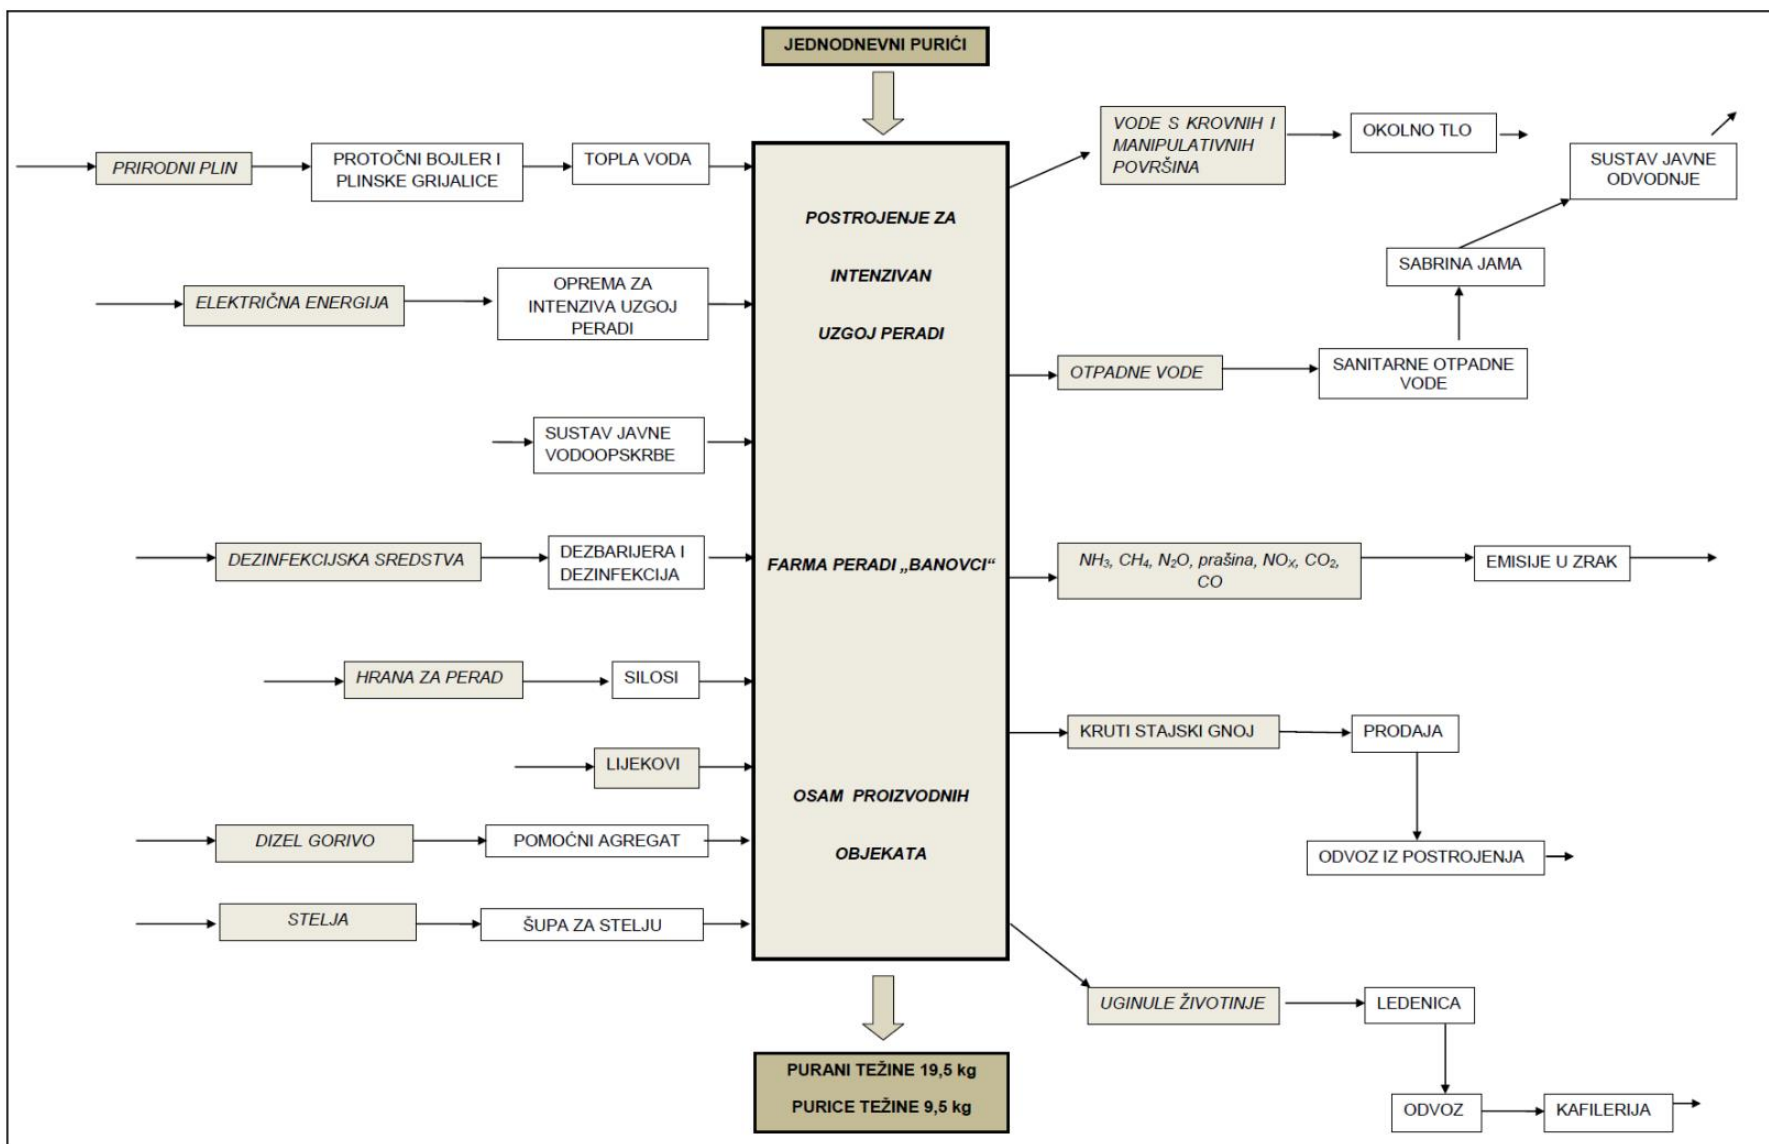 JEDNODNEVNI PURIĆI
PRIRODNI PLIN
PROTOČNI BOJLER I
PLINSKE GRIJALICE
TOPLA VODA
ELEKTRIČNA ENERGIJA
OPREMA ZA
INTENZIVA UZGOJ
PERADI
SUSTAV JAVNE
VODOOPSKRBE
DEZINFEKCIJSKA SREDSTVA
DEZBARIJERA I
DEZINFEKCIJA
HRANA ZA PERAD
SILOSI
LIJEKOVI
DIZEL GORIVO
POMOĆNI AGREGAT
STELJA
ŠUPA ZA STELJU
POSTROJENJE ZA
INTENZIVAN
UZGOJ PERADI
FARMA PERADI „BANOVCI“
OSAM PROIZVODNIH
OBJEKATA
VODE S KROVNIH I
MANIPULATIVNIH
POVRŠINA
OKOLNO TLO
SUSTAV JAVNE
ODVODNJE
SABRINA JAMA
OTPADNE VODE
SANITARNE OTPADNE
VODE
NH₃, CH₄, N₂O, prašina, NOₓ, CO₂,
CO
EMISIJE U ZRAK
KRUTI STAJSKI GNOJ
PRODAJA
ODVOZ IZ POSTROJENJA
UGINULE ŽIVOTINJE
LEDENICA
ODVOZ
KAFILERIJA
PURANI TEŽINE 19,5 kg
PURICE TEŽINE 9,5 kg